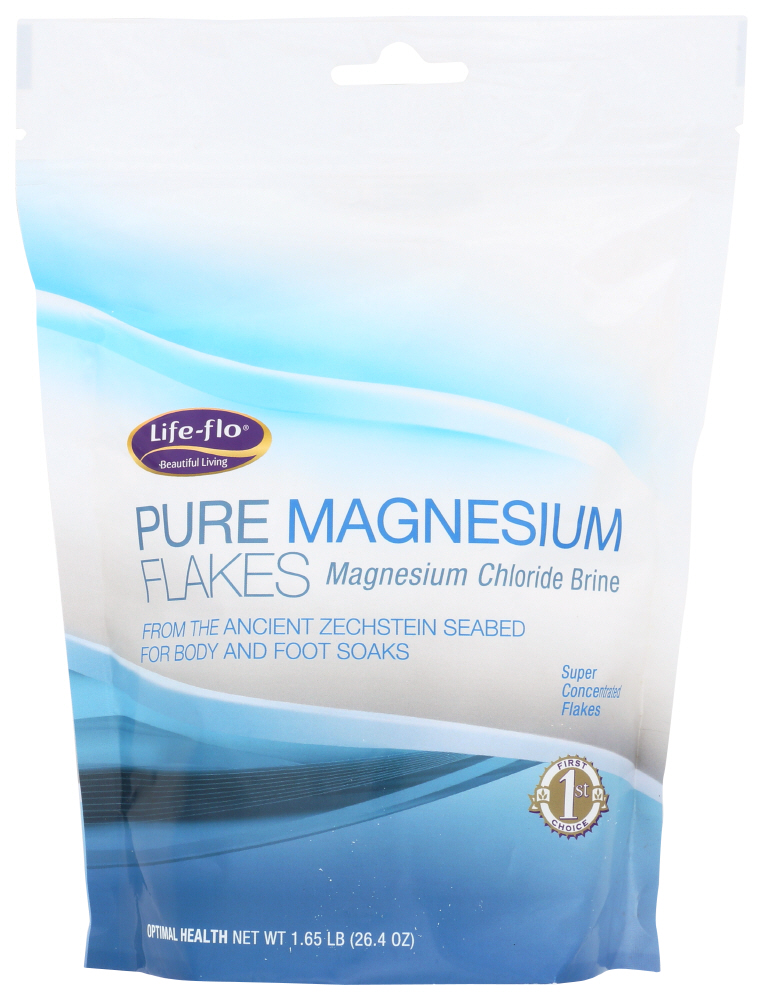 Life-flo®
Beautiful Living
PURE MAGNESIUM
FLAKES Magnesium Chloride Brine
FROM THE ANCIENT ZECHSTEIN SEABED
FOR BODY AND FOOT SOAKS
Super
Concentrated
Flakes
FIRST
1st
CHOICE
OPTIMAL HEALTH NET WT 1.65 LB (26.4 OZ)